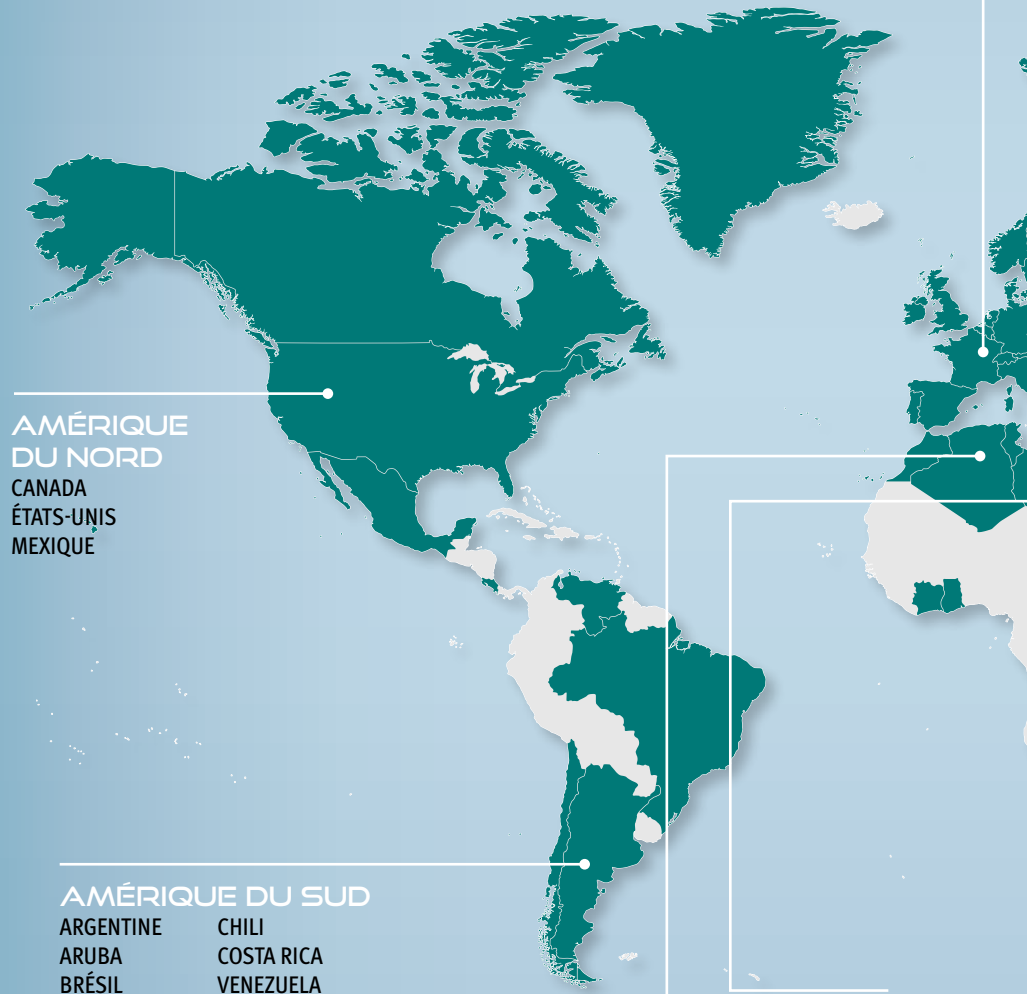 AMÉRIQUE
DU NORD
CANADA
ÉTATS-UNIS
MEXIQUE
AMÉRIQUE DU SUD
ARGENTINE
ARUBA
BRÉSIL
CHILI
COSTA RICA
VENEZUELA